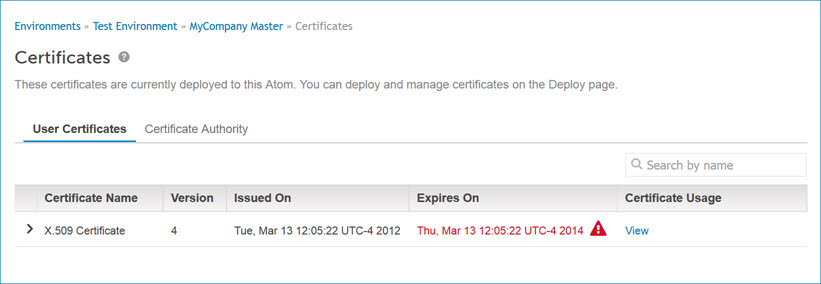 Environments » Test Environment » MyCompany Master » Certificates
Certificates ?
These certificates are currently deployed to this Atom. You can deploy and manage certificates on the Deploy page.
User Certificates Certificate Authority
Search by name
Certificate Name Version Issued On Expires On Certificate Usage
X.509 Certificate 4 Tue, Mar 13 12:05:22 UTC-4 2012 Thu, Mar 13 12:05:22 UTC-4 2014 View